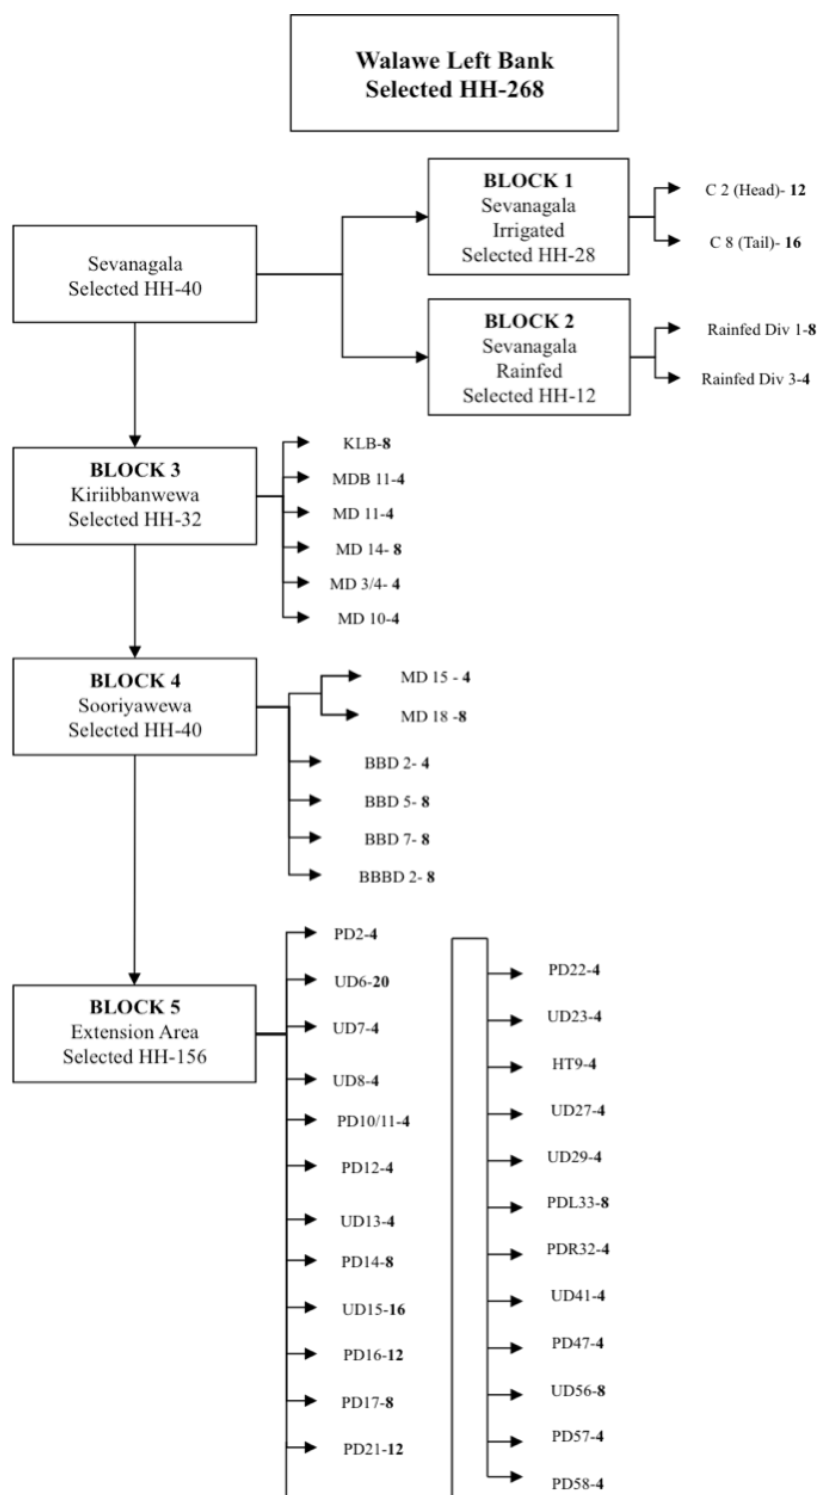 Walawe Left Bank
Selected HH-268
BLOCK 1
Sevanagala
Irrigated
Selected HH-28
C 2 (Head)- 12
C 8 (Tail)- 16
Sevanagala
Selected HH-40
BLOCK 2
Sevanagala
Rainfed
Selected HH-12
Rainfed Div 1-8
Rainfed Div 3-4
BLOCK 3
Kiriibbanwewa
Selected HH-32
KLB-8
MDB 11-4
MD 11-4
MD 14- 8
MD 3/4- 4
MD 10-4
BLOCK 4
Sooriyawewa
Selected HH-40
MD 15 - 4
MD 18 -8
BBD 2- 4
BBD 5- 8
BBD 7- 8
BBBD 2- 8
BLOCK 5
Extension Area
Selected HH-156
PD2-4
UD6-20
UD7-4
UD8-4
PD10/11-4
PD12-4
UD13-4
PD14-8
UD15-16
PD16-12
PD17-8
PD21-12
PD22-4
UD23-4
HT9-4
UD27-4
UD29-4
PDL33-8
PDR32-4
UD41-4
PD47-4
UD56-8
PD57-4
PD58-4